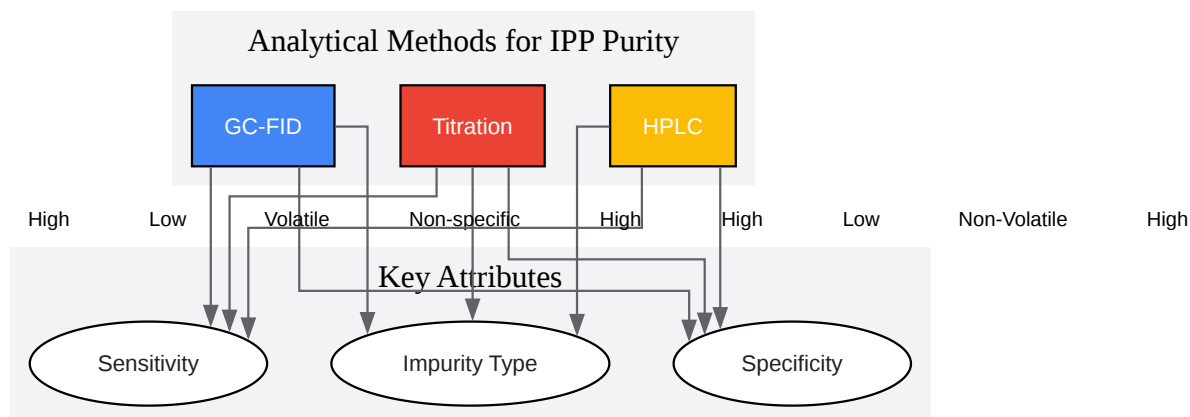 Analytical Methods for IPP Purity
GC-FID
Titration
HPLC
High
Low
Volatile
Non-specific
High
High
Low
Non-Volatile
High
Key Attributes
Sensitivity
Impurity Type
Specificity